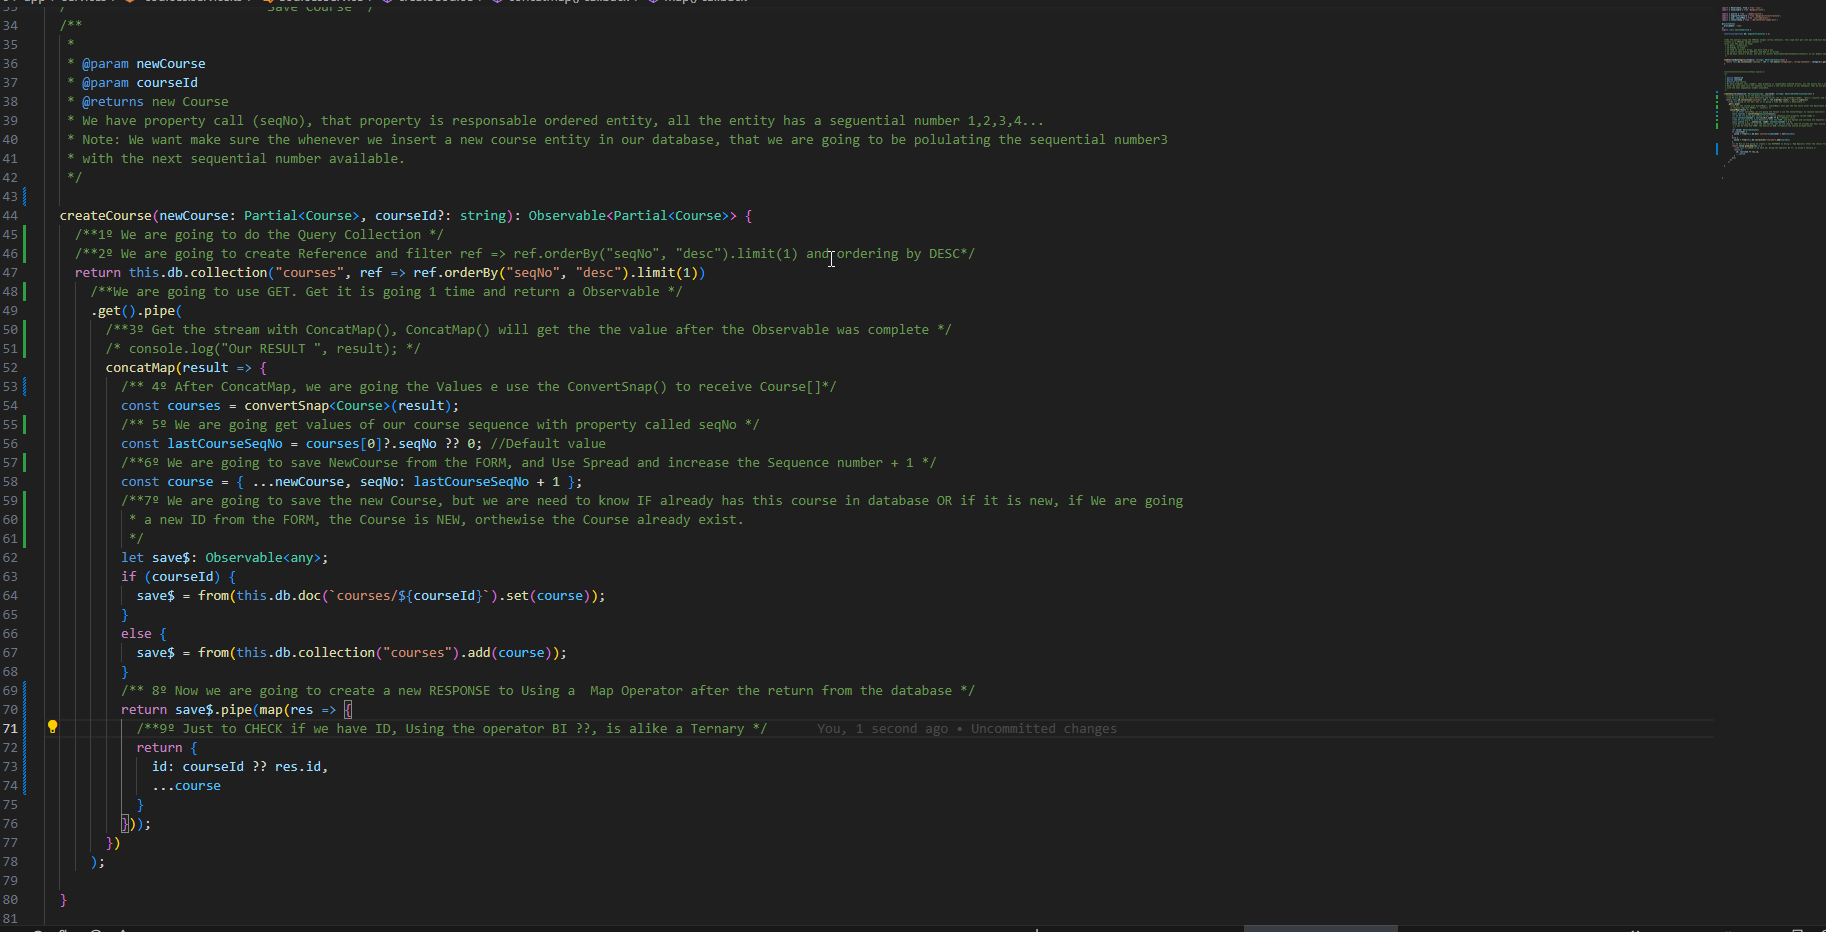 Save Course */
34 /**
35 *
36 * @param newCourse
37 * @param courseId
38 * @returns new Course
39 * We have property call (seqNo), that property is responsable ordered entity, all the entity has a seguential number 1,2,3,4...
40 * Note: We want make sure the whenever we insert a new course entity in our database, that we are going to be polulating the sequential number3
41 * with the next sequential number available.
42 */
43
44 createCourse(newCourse: Partial<Course>, courseId?: string): Observable<Partial<Course>> {
45 /**1º We are going to do the Query Collection */
46 /**2º We are going to create Reference and filter ref => ref.orderBy("seqNo", "desc").limit(1) and ordering by DESC*/
47 return this.db.collection("courses", ref => ref.orderBy("seqNo", "desc").limit(1))
48 /**We are going to use GET. Get it is going 1 time and return a Observable */
49 .get().pipe(
50 /**3º Get the stream with ConcatMap(), ConcatMap() will get the the value after the Observable was complete */
51 /* console.log("Our RESULT ", result); */
52 concatMap(result => {
53 /** 4º After ConcatMap, we are going the Values e use the ConvertSnap() to receive Course[]*/
54 const courses = convertSnap<Course>(result);
55 /** 5º We are going get values of our course sequence with property called seqNo */
56 const lastCourseSeqNo = courses[0]?.seqNo ?? 0; //Default value
57 /**6º We are going to save NewCourse from the FORM, and Use Spread and increase the Sequence number + 1 */
58 const course = { ...newCourse, seqNo: lastCourseSeqNo + 1 };
59 /**7º We are going to save the new Course, but we are need to know IF already has this course in database OR if it is new, if We are going
60 * a new ID from the FORM, the Course is NEW, orthewise the Course already exist.
61 */
62 let save$: Observable<any>;
63 if (courseId) {
64 save$ = from(this.db.doc(`courses/${courseId}`).set(course));
65 }
66 else {
67 save$ = from(this.db.collection("courses").add(course));
68 }
69 /** 8º Now we are going to create a new RESPONSE to Using a  Map Operator after the return from the database */
70 return save$.pipe(map(res => {
71 /**9º Just to CHECK if we have ID, Using the operator BI ??, is alike a Ternary */ You, 1 second ago • Uncommitted changes
72 return {
73 id: courseId ?? res.id,
74 ...course
75 }
76 }));
77 })
78 );
79
80 }
81